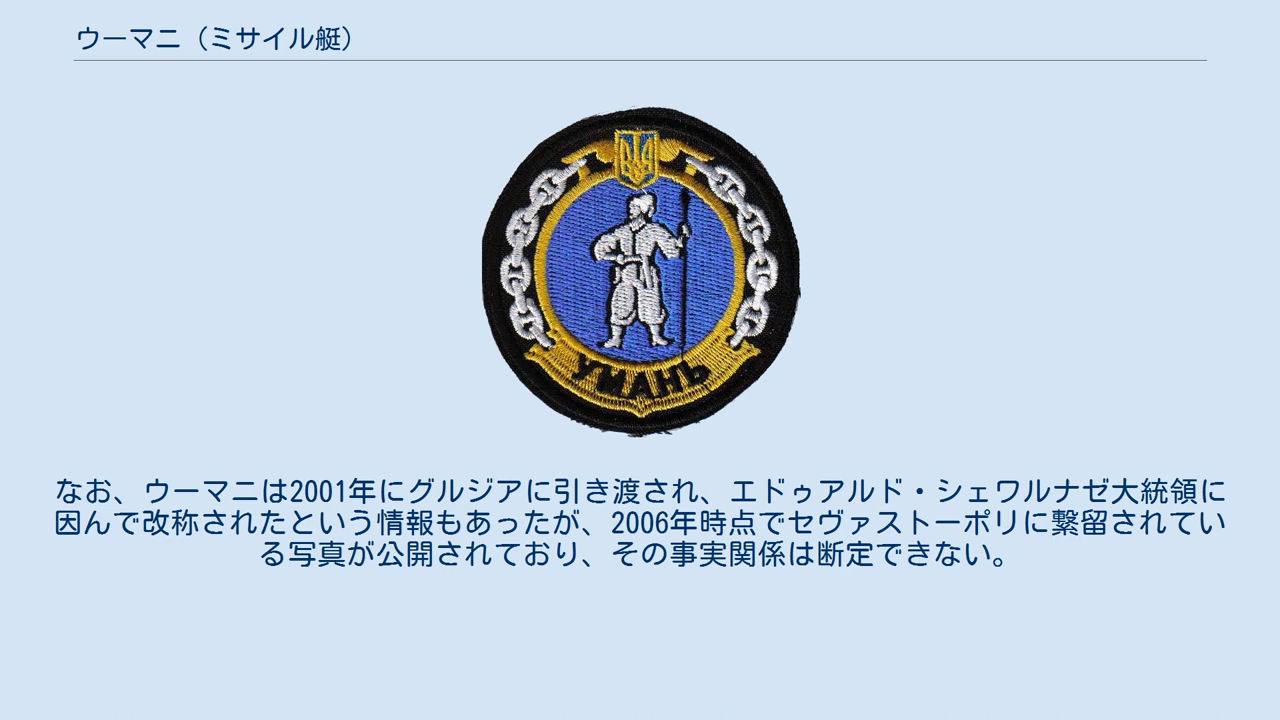 ウーマニ（ミサイル艇）
УМАНЬ
なお、ウーマニは2001年にグルジアに引き渡され、エドゥアルド・シェワルナゼ大統領に
因んで改称されたという情報もあったが、2006年時点でセヴァストーポリに繋留されてい
る写真が公開されており、その事実関係は断定できない。